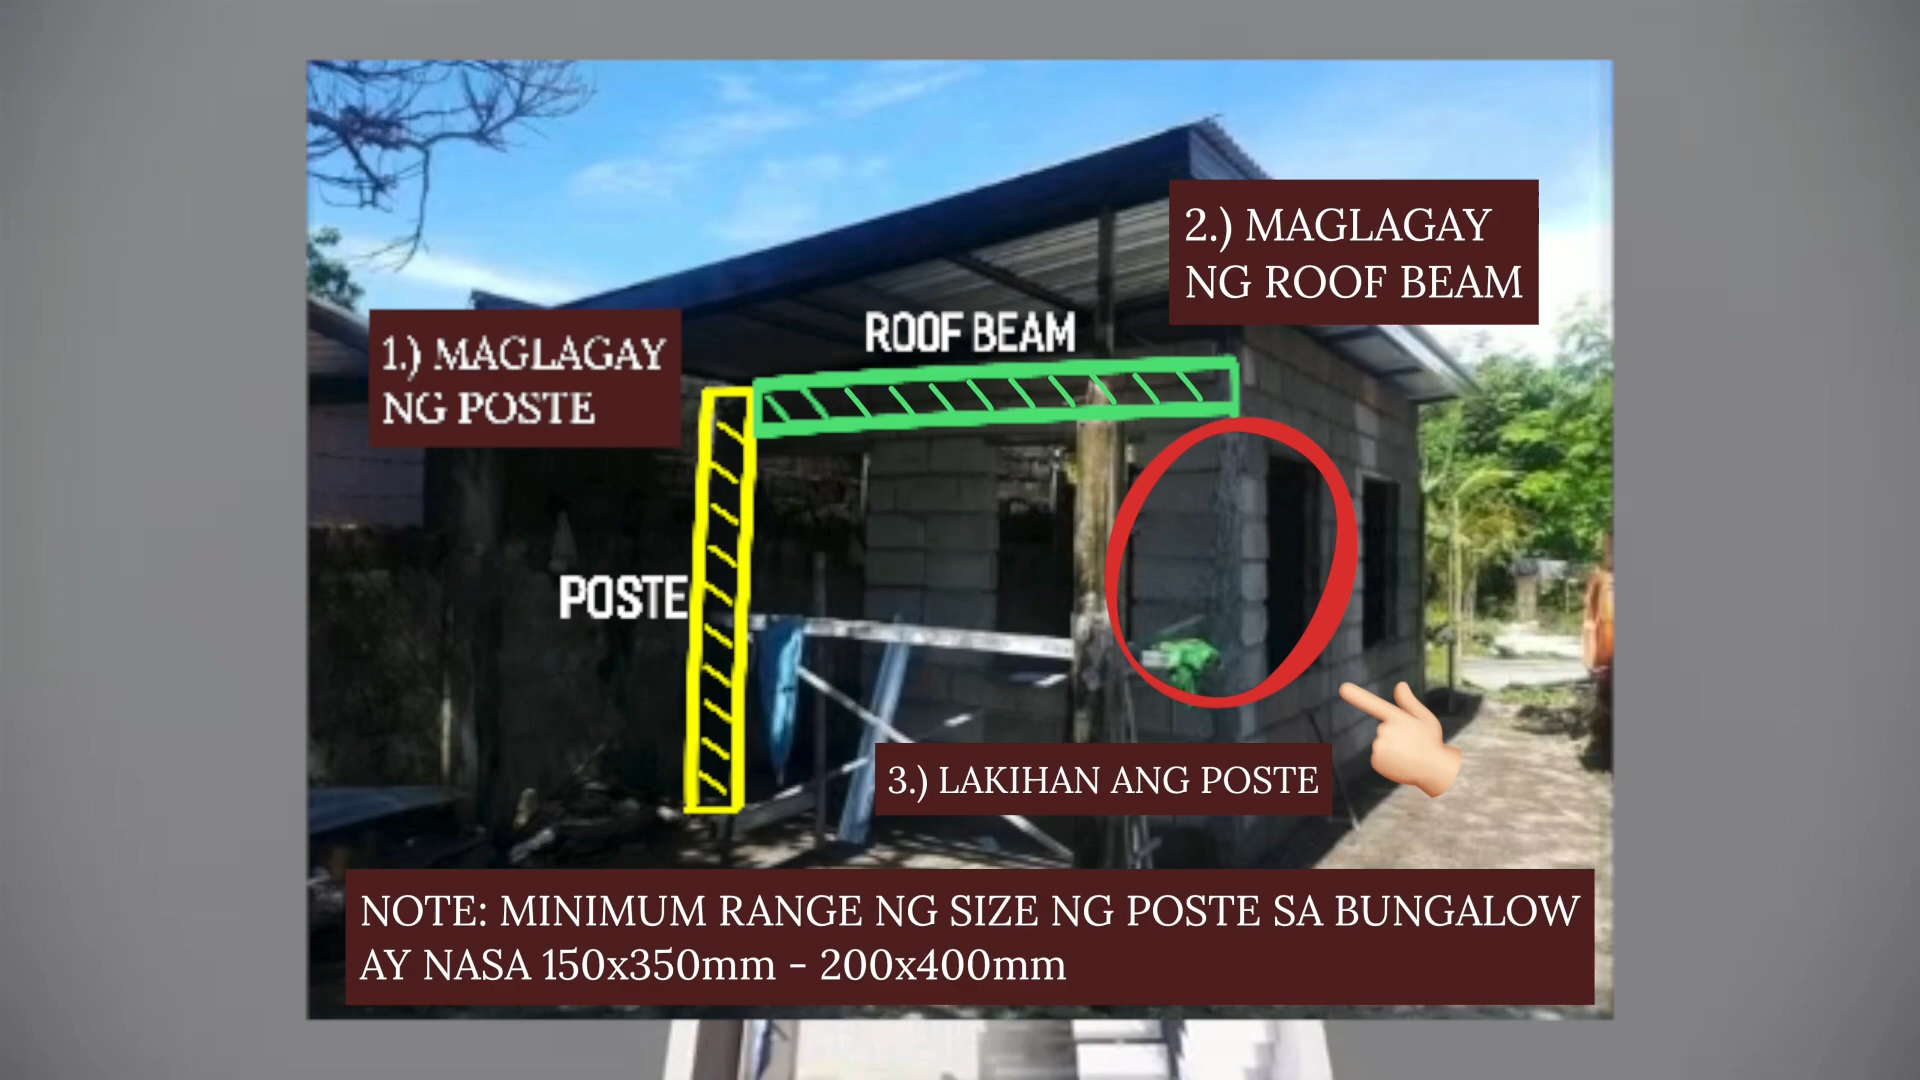 1.) MAGLAGAY
NG POSTE
2.) MAGLAGAY
NG ROOF BEAM
ROOF BEAM
POSTE
3.) LAKIHAN ANG POSTE
NOTE: MINIMUM RANGE NG SIZE NG POSTE SA BUNGALOW
AY NASA 150x350mm - 200x400mm